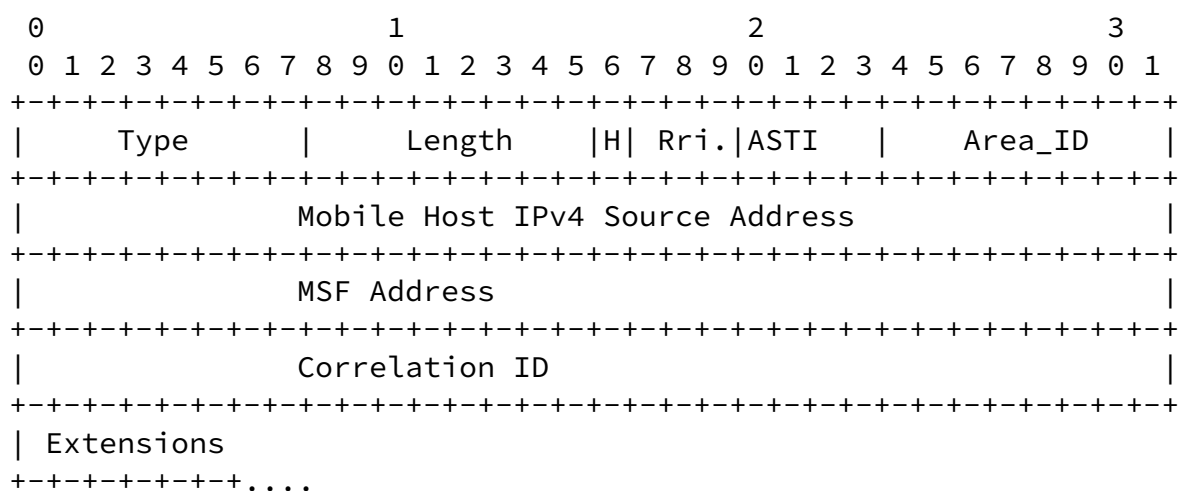 0                   1                   2                   3
 0 1 2 3 4 5 6 7 8 9 0 1 2 3 4 5 6 7 8 9 0 1 2 3 4 5 6 7 8 9 0 1
+-+-+-+-+-+-+-+-+-+-+-+-+-+-+-+-+-+-+-+-+-+-+-+-+-+-+-+-+-+-+-+-+
|     Type      |     Length    |H| Rri.|ASTI   |    Area_ID    |
+-+-+-+-+-+-+-+-+-+-+-+-+-+-+-+-+-+-+-+-+-+-+-+-+-+-+-+-+-+-+-+-+
|               Mobile Host IPv4 Source Address                 |
+-+-+-+-+-+-+-+-+-+-+-+-+-+-+-+-+-+-+-+-+-+-+-+-+-+-+-+-+-+-+-+-+
|               MSF Address                                     |
+-+-+-+-+-+-+-+-+-+-+-+-+-+-+-+-+-+-+-+-+-+-+-+-+-+-+-+-+-+-+-+-+
|               Correlation ID                                  |
+-+-+-+-+-+-+-+-+-+-+-+-+-+-+-+-+-+-+-+-+-+-+-+-+-+-+-+-+-+-+-+-+
| Extensions
+-+-+-+-+-+-+....